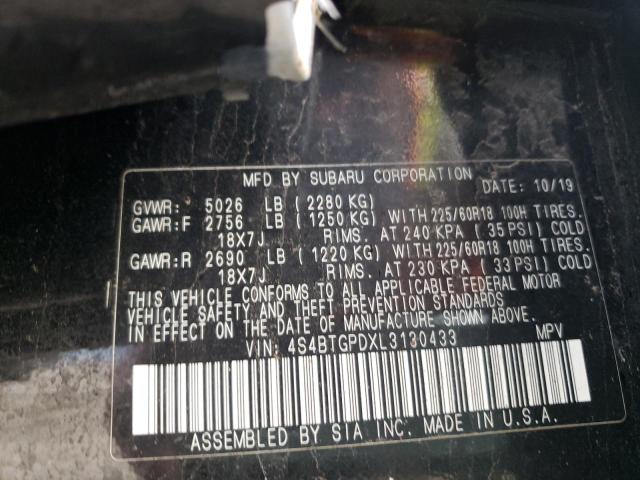 MFD BY SUBARU CORPORATION DATE: 10/19
GVWR: 5026 LB ( 2280 KG)
GAWR:F 2756 LB ( 1250 KG) WITH 225/60R18 100H TIRES.
18X7J RIMS. AT 240 KPA ( 35 PSI) COLD
GAWR:R 2690 LB ( 1220 KG) WITH 225/60R18 100H TIRES.
18X7J RIMS. AT 230 KPA ( 33 PSI) COLD
THIS VEHICLE CONFORMS TO ALL APPLICABLE FEDERAL MOTOR
VEHICLE SAFETY AND THEFT PREVENTION STANDARDS
IN EFFECT ON THE DATE OF MANUFACTURE SHOWN ABOVE.
VIN: 4S4BTGPDXL3130433 MPV
ASSEMBLED BY SIA INC. MADE IN U.S.A.